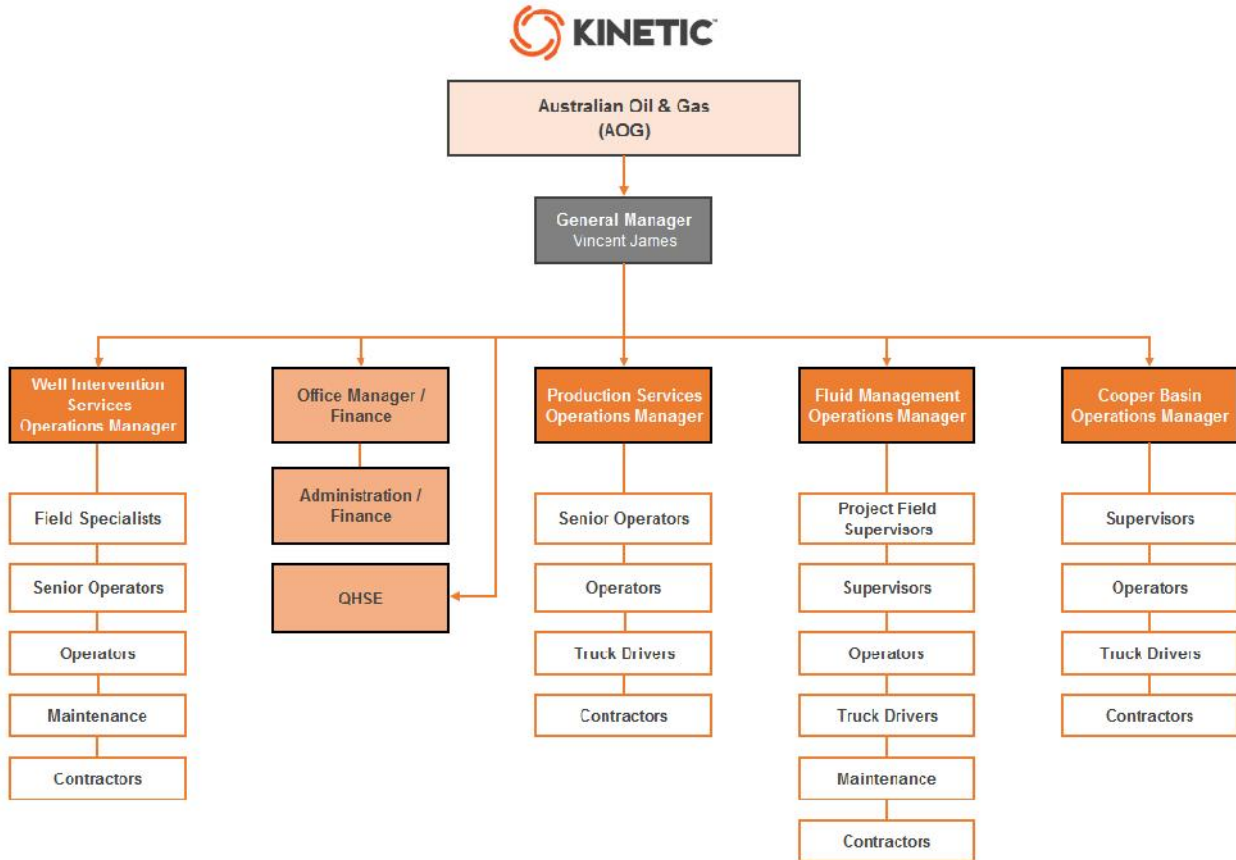 KINETIC™
Australian Oil & Gas
(AOG)
General Manager
Vincent James
Well Intervention
Services
Operations Manager
Field Specialists
Senior Operators
Operators
Maintenance
Contractors
Office Manager /
Finance
Administration /
Finance
QHSE
Production Services
Operations Manager
Senior Operators
Operators
Truck Drivers
Contractors
Fluid Management
Operations Manager
Project Field
Supervisors
Supervisors
Operators
Truck Drivers
Maintenance
Contractors
Cooper Basin
Operations Manager
Supervisors
Operators
Truck Drivers
Contractors